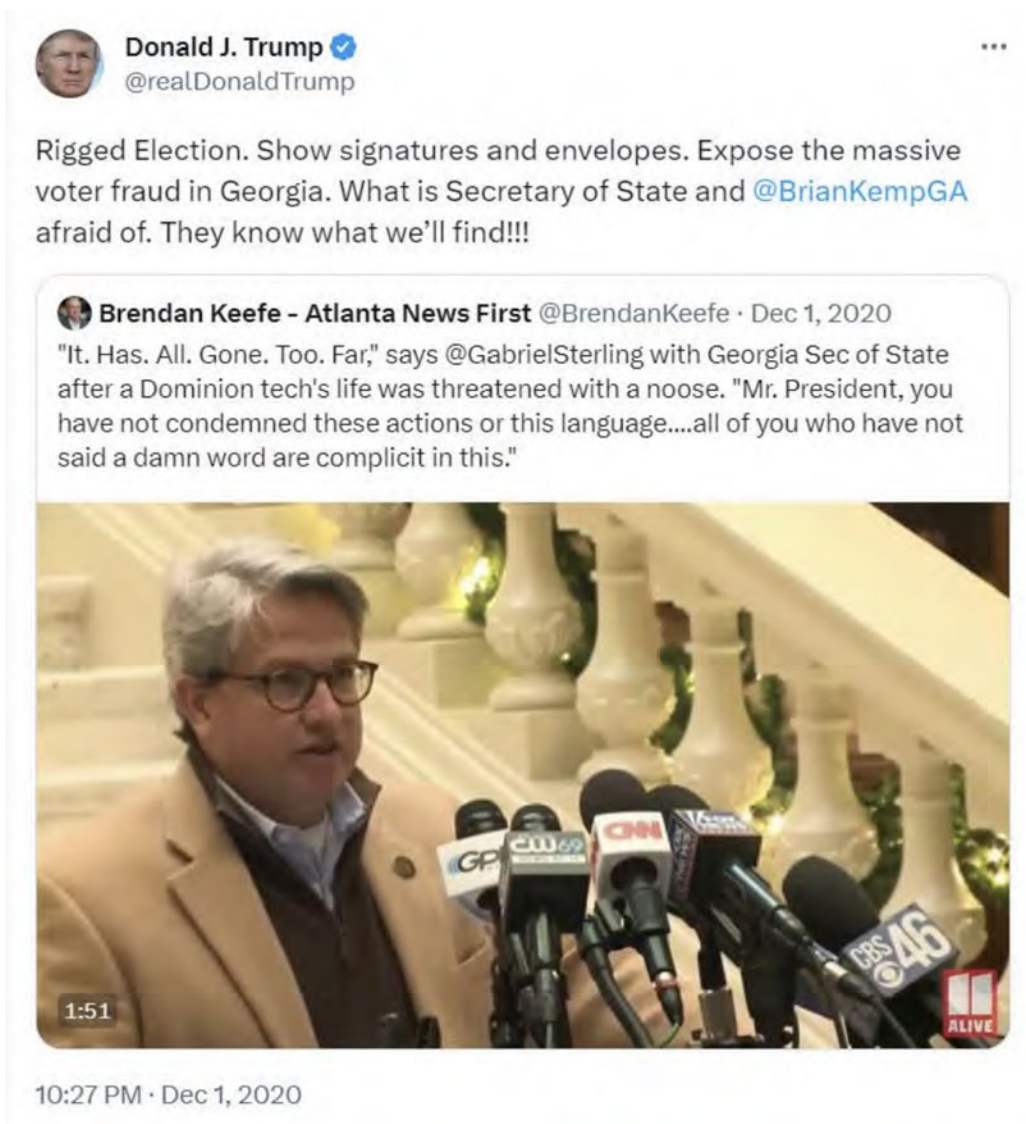 Donald J. Trump
@realDonaldTrump
Rigged Election. Show signatures and envelopes. Expose the massive
voter fraud in Georgia. What is Secretary of State and @BrianKempGA
afraid of. They know what we'll find!!!
Brendan Keefe - Atlanta News First @BrendanKeefe · Dec 1, 2020
"It. Has. All. Gone. Too. Far," says @GabrielSterling with Georgia Sec of State
after a Dominion tech's life was threatened with a noose. "Mr. President, you
have not condemned these actions or this language....all of you who have not
said a damn word are complicit in this."
GP
CW69
CNN
CBS 46
1:51
11
ALIVE
10:27 PM · Dec 1, 2020